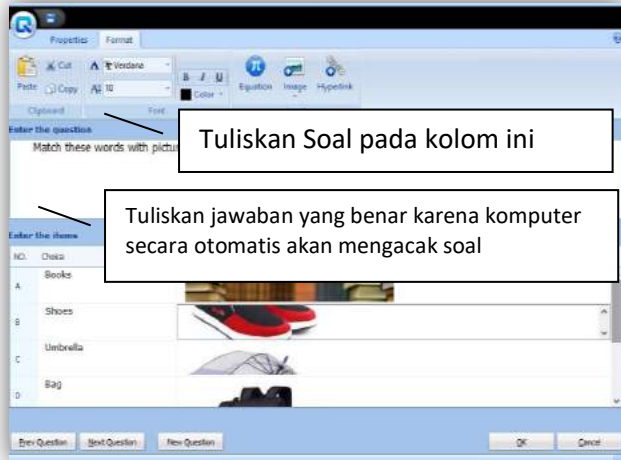 Properties Format
Cut Verdana
Paste Copy 10 B I U Color Equation Image Hyperlink
Clipboard Font
Enter the question
Tuliskan Soal pada kolom ini
Match these words with
Tuliskan jawaban yang benar karena komputer
secara otomatis akan mengacak soal
Enter the items
NO. Choice
A Books
B Shoes
C Umbrella
D Bag
Prev Question Next Question New Question OK Cancel